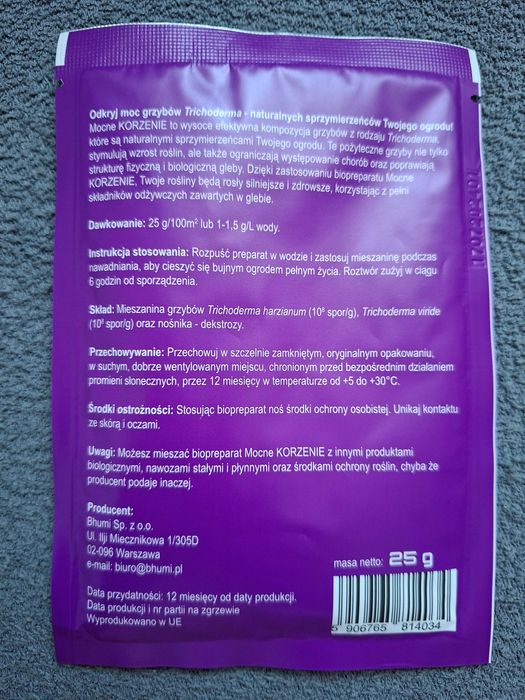 Odkryj moc grzybów Trichoderma - naturalnych sprzymierzeńców Twojego ogrodu!
Mocne KORZENIE to wysoce efektywna kompozycja grzybów z rodzaju Trichoderma,
które są naturalnymi sprzymierzeńcami Twojego ogrodu. Te pożyteczne grzyby nie tylko
stymulują wzrost roślin, ale także ograniczają występowanie chorób oraz poprawiają
strukturę fizyczną i biologiczną gleby. Dzięki zastosowaniu biopreparatu Mocne
KORZENIE, Twoje rośliny będą rosły silniejsze i zdrowsze, korzystając z pełni
składników odżywczych zawartych w glebie.
Dawkowanie: 25 g/100m² lub 1-1,5 g/L wody.
Instrukcja stosowania: Rozpuść preparat w wodzie i zastosuj mieszaninę podczas
nawadniania, aby cieszyć się bujnym ogrodem pełnym życia. Roztwór zużyj w ciągu
6 godzin od sporządzenia.
Skład: Mieszanina grzybów Trichoderma harzianum (10⁸ spor/g), Trichoderma viride
(10⁸ spor/g) oraz nośnika - dekstrozy.
Przechowywanie: Przechowuj w szczelnie zamkniętym, oryginalnym opakowaniu,
w suchym, dobrze wentylowanym miejscu, chronionym przed bezpośrednim działaniem
promieni słonecznych, przez 12 miesięcy w temperaturze od +5 do +30°C.
Środki ostrożności: Stosując biopreparat noś środki ochrony osobistej. Unikaj kontaktu
ze skórą i oczami.
Uwagi: Możesz mieszać biopreparat Mocne KORZENIE z innymi produktami
biologicznymi, nawozami stałymi i płynnymi oraz środkami ochrony roślin, chyba że
producent podaje inaczej.
Producent:
Bhumi Sp. z o.o.
Ul. Ilji Miecznikowa 1/305D
02-096 Warszawa
e-mail: biuro@bhumi.pl
masa netto: 25 g
Data przydatności: 12 miesięcy od daty produkcji.
Data produkcji i nr partii na zgrzewie
Wyprodukowano w UE
5 906765 814034